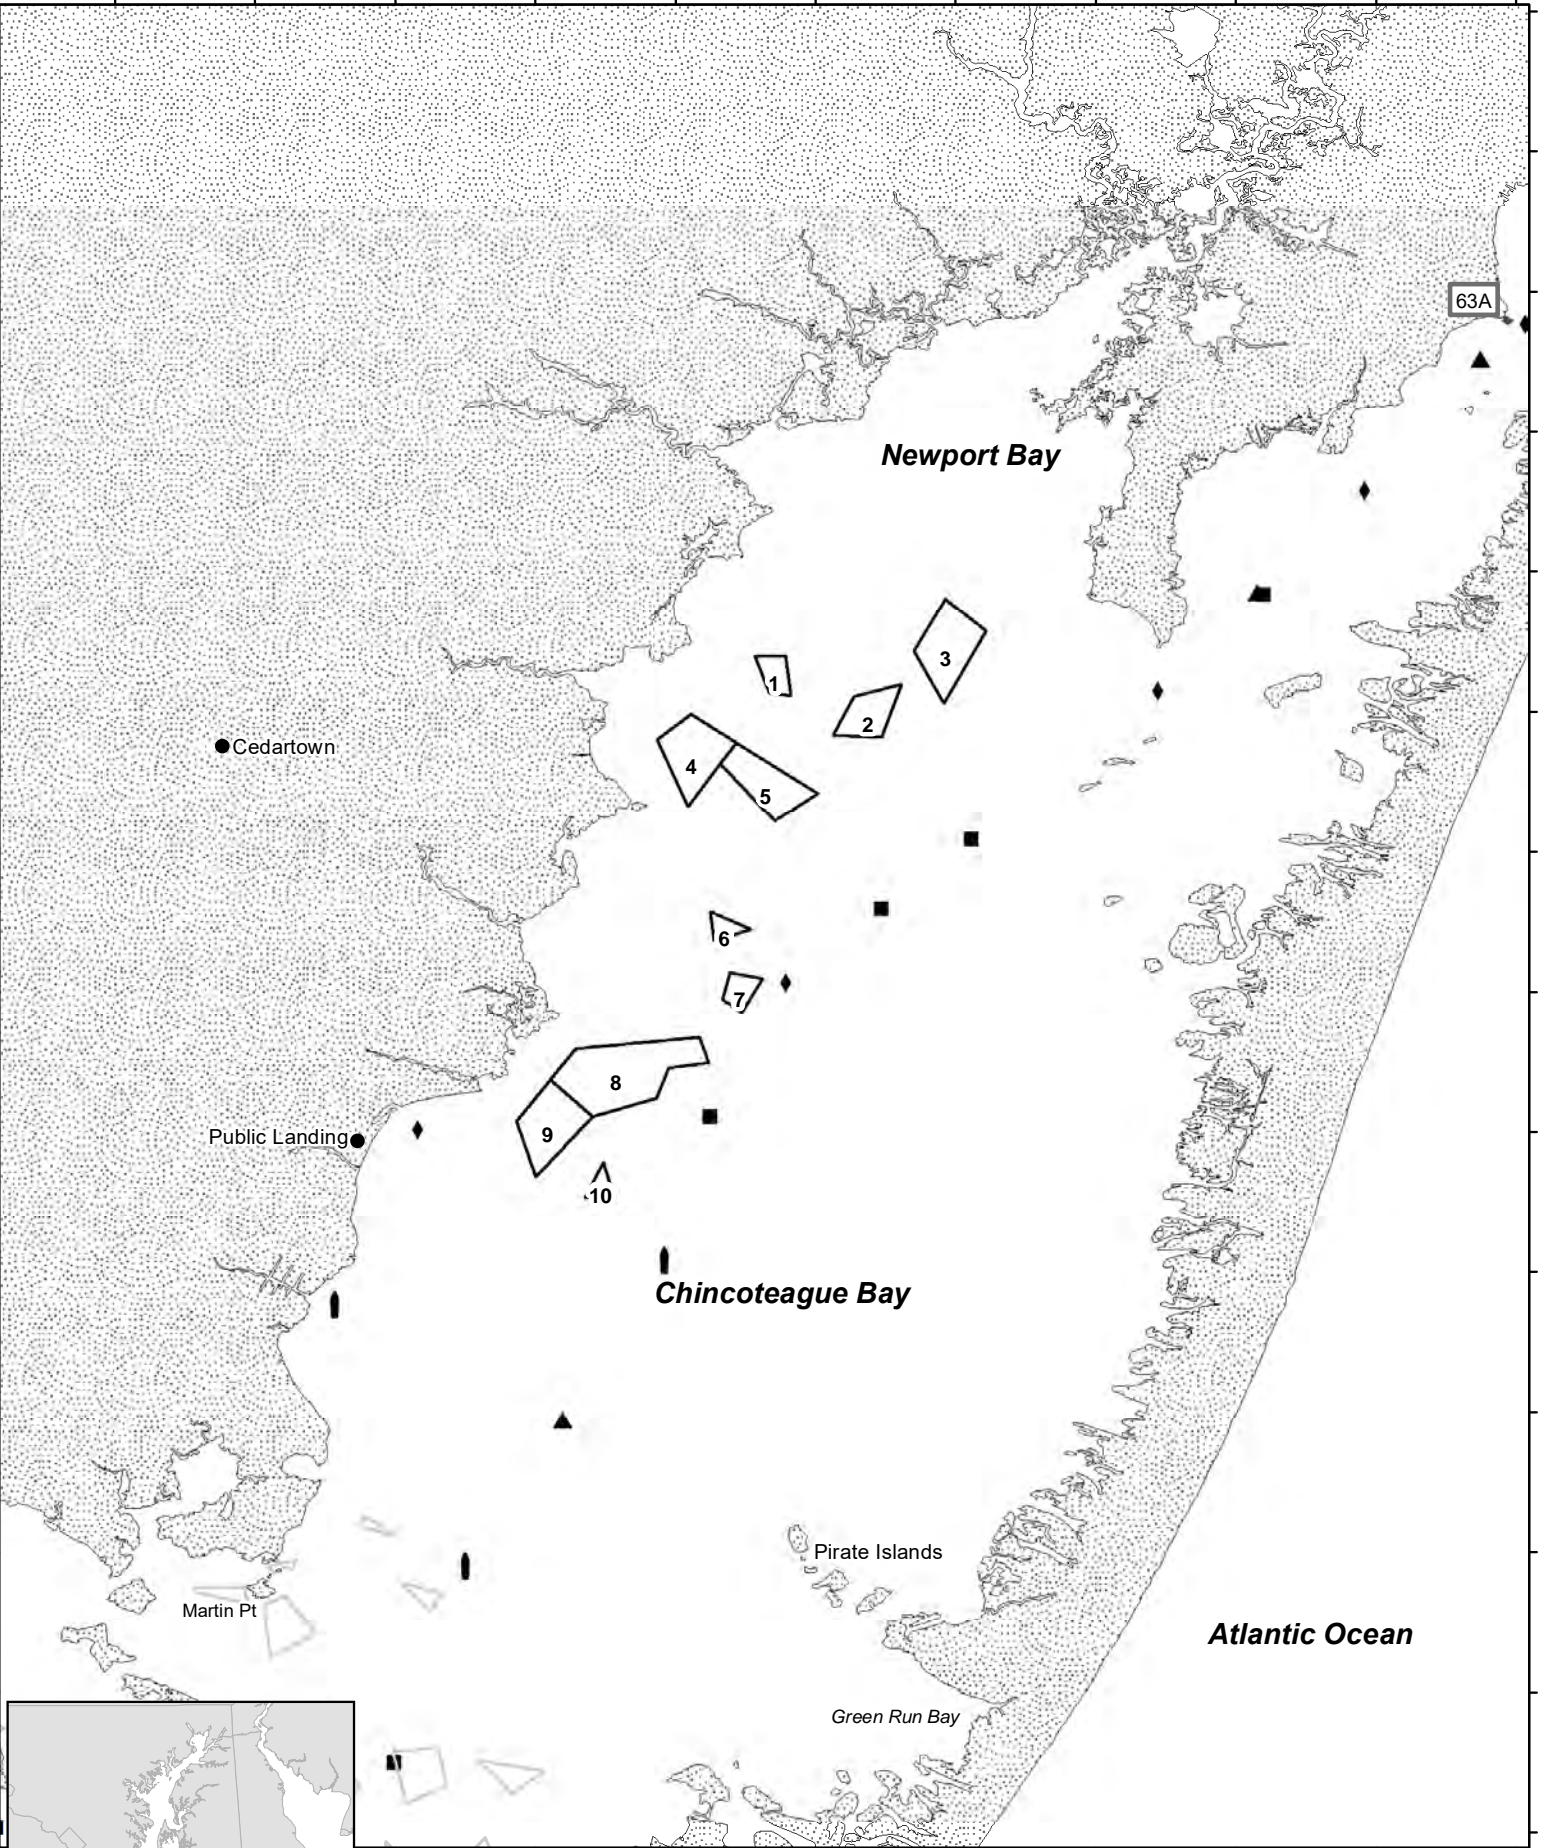 63A
Newport Bay
3
1
2
Cedartown
4
5
6
7
8
9
Public Landing
10
Chincoteague Bay
Pirate Islands
Martin Pt
Atlantic Ocean
Green Run Bay